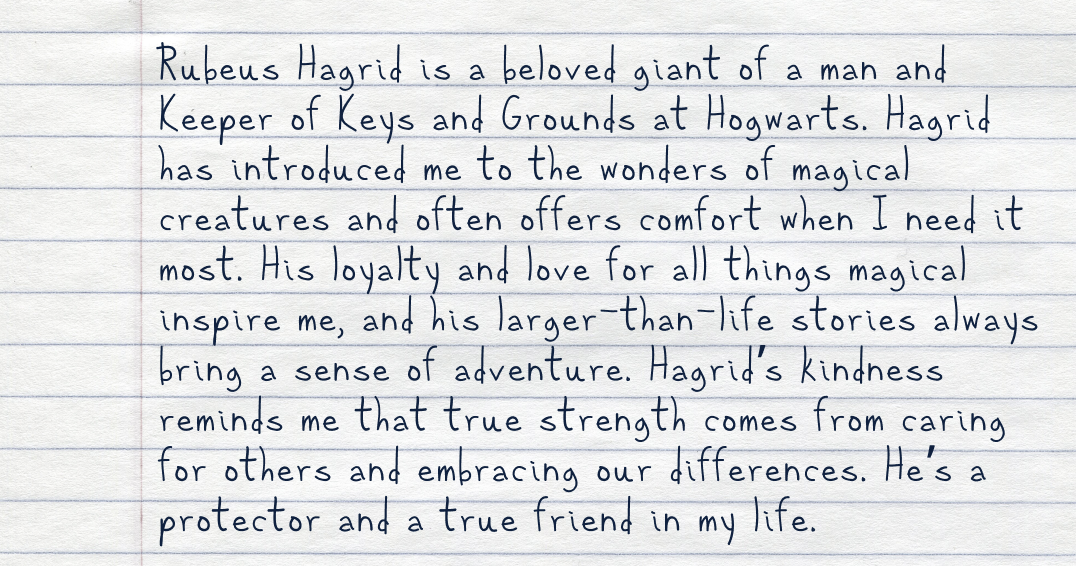 Rubeus Hagrid is a beloved giant of a man and
Keeper of Keys and Grounds at Hogwarts. Hagrid
has introduced me to the wonders of magical
creatures and often offers comfort when I need it
most. His loyalty and love for all things magical
inspire me, and his larger-than-life stories always
bring a sense of adventure. Hagrid's kindness
reminds me that true strength comes from caring
for others and embracing our differences. He's a
protector and a true friend in my life.